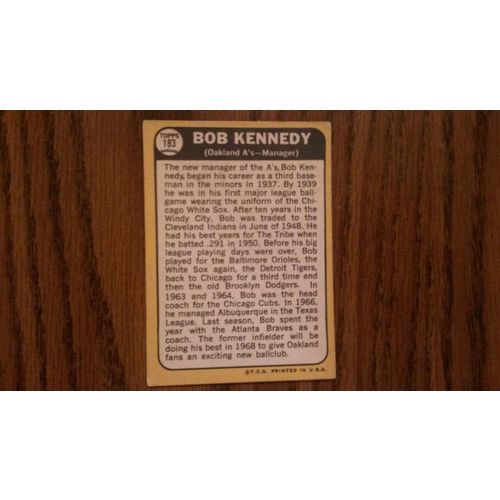 TOPPS
183
BOB KENNEDY
(Oakland A's—Manager)
The new manager of the A's, Bob Ken-
nedy, began his career as a third base-
man in the minors in 1937. By 1939
he was in his first major league ball-
game wearing the uniform of the Chi-
cago White Sox. After ten years in the
Windy City, Bob was traded to the
Cleveland Indians in June of 1948. He
had his best years for The Tribe when
he batted .291 in 1950. Before his big
league playing days were over, Bob
played for the Baltimore Orioles, the
White Sox again, the Detroit Tigers,
back to Chicago for a third time and
then the old Brooklyn Dodgers. In
1963 and 1964, Bob was the head
coach for the Chicago Cubs. In 1966,
he managed Albuquerque in the Texas
League. Last season, Bob spent the
year with the Atlanta Braves as a
coach. The former infielder will be
doing his best in 1968 to give Oakland
fans an exciting new ballclub.
©T.C.G. PRINTED IN U.S.A.